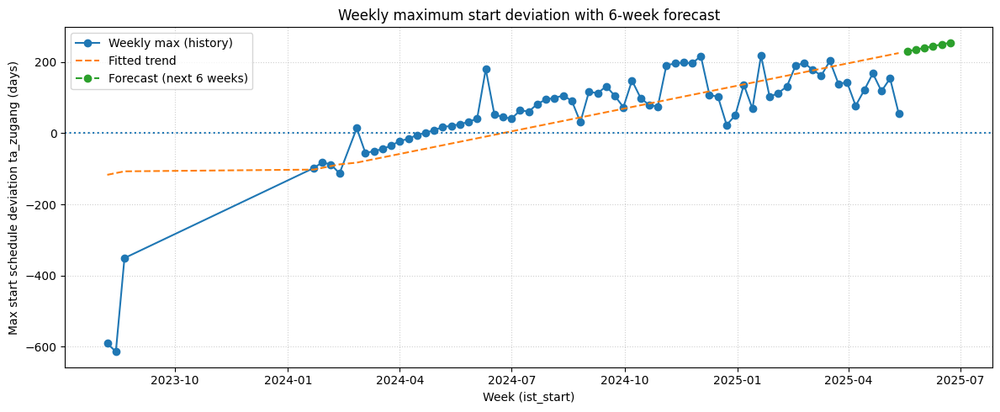 Weekly maximum start deviation with 6-week forecast
Weekly max (history)
Fitted trend
Forecast (next 6 weeks)
Max start schedule deviation ta_zugang (days)
200
0
−200
−400
−600
2023-10
2024-01
2024-04
2024-07
2024-10
2025-01
2025-04
2025-07
Week (ist_start)